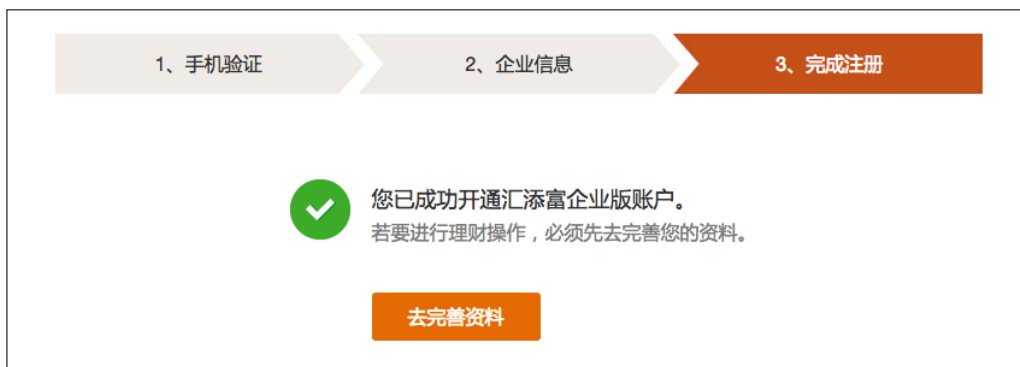 1、手机验证
2、企业信息
3、完成注册
您已成功开通汇添富企业版账户。
若要进行理财操作，必须先去完善您的资料。
去完善资料